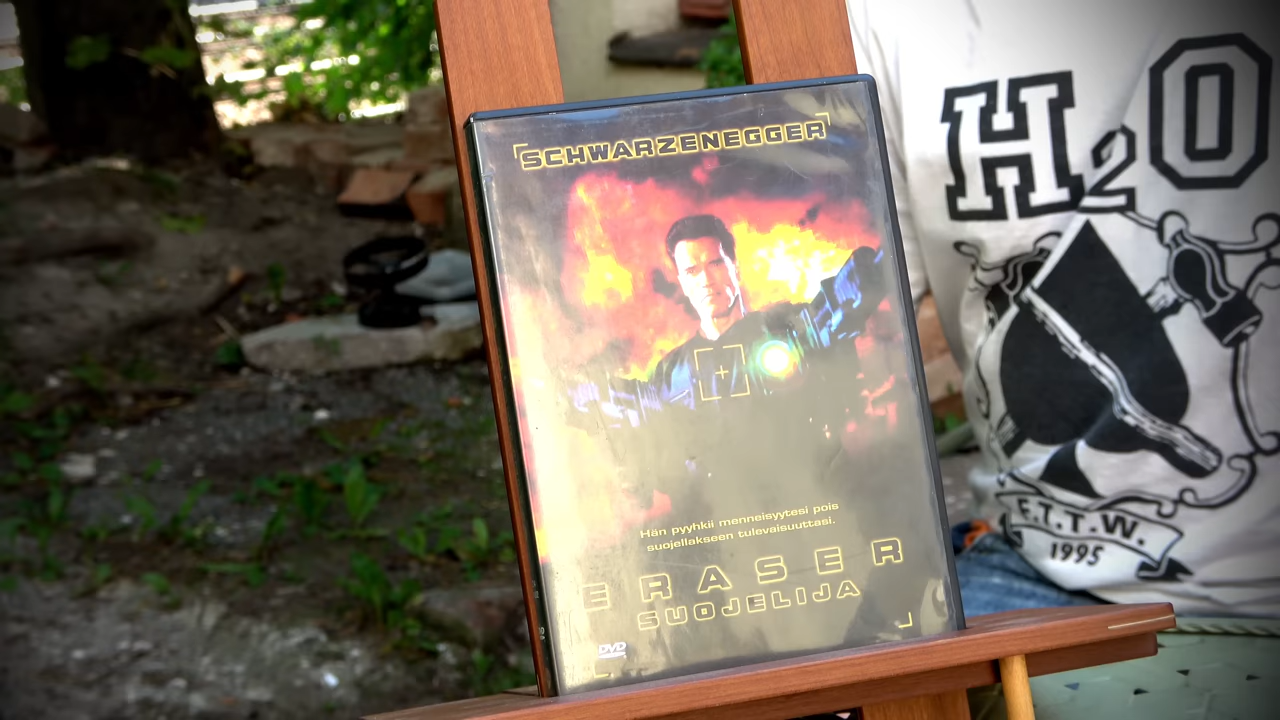 SCHWARZENEGGER
Hän pyyhkii menneisyytesi pois
suojellakseen tulevaisuuttasi.
ERASER
SUOJELIJA
DVD
H2O
F.T.T.W.
1995